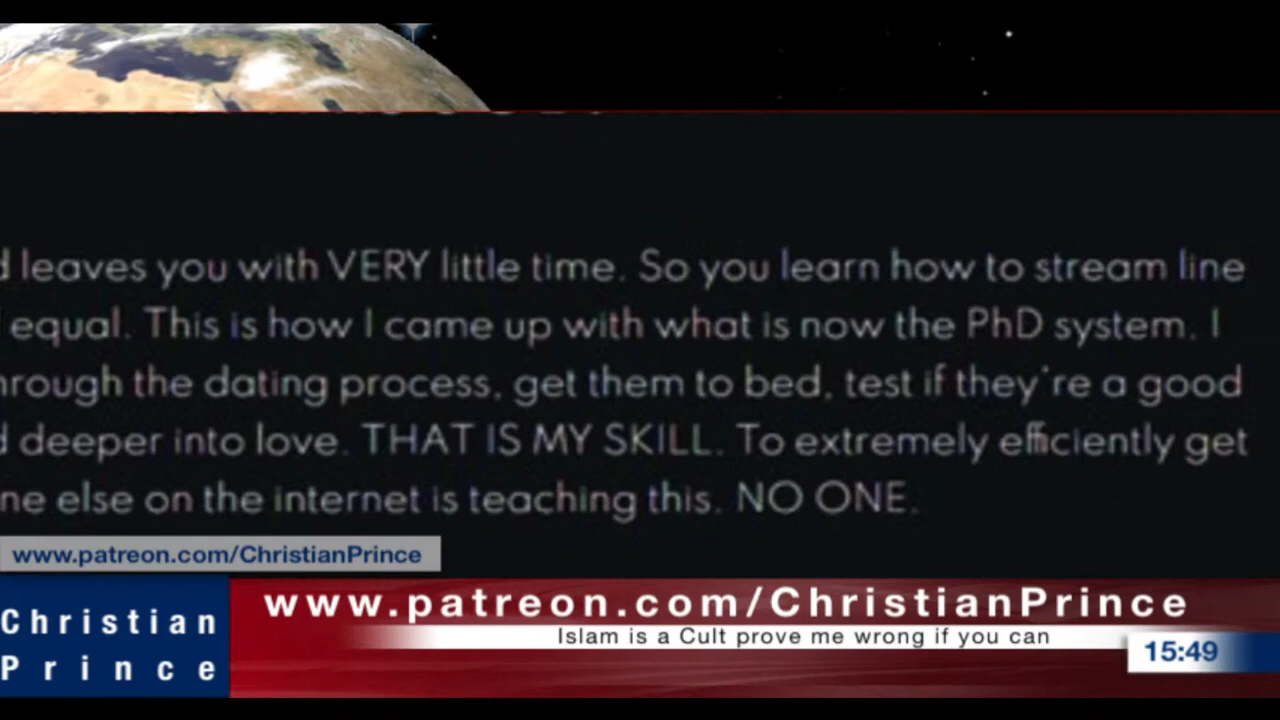 leaves you with VERY little time. So you learn how to stream line
equal. This is how I came up with what is now the PhD system. I
the dating process, get them to bed, test if they're a good
deeper into love. THAT IS MY SKILL. To extremely efficiently get
else on the internet is teaching this. NO ONE.
www.patreon.com/ChristianPrince
www.patreon.com/ChristianPrince
Christian
Prince
Islam is a Cult prove me wrong if you can
15:49